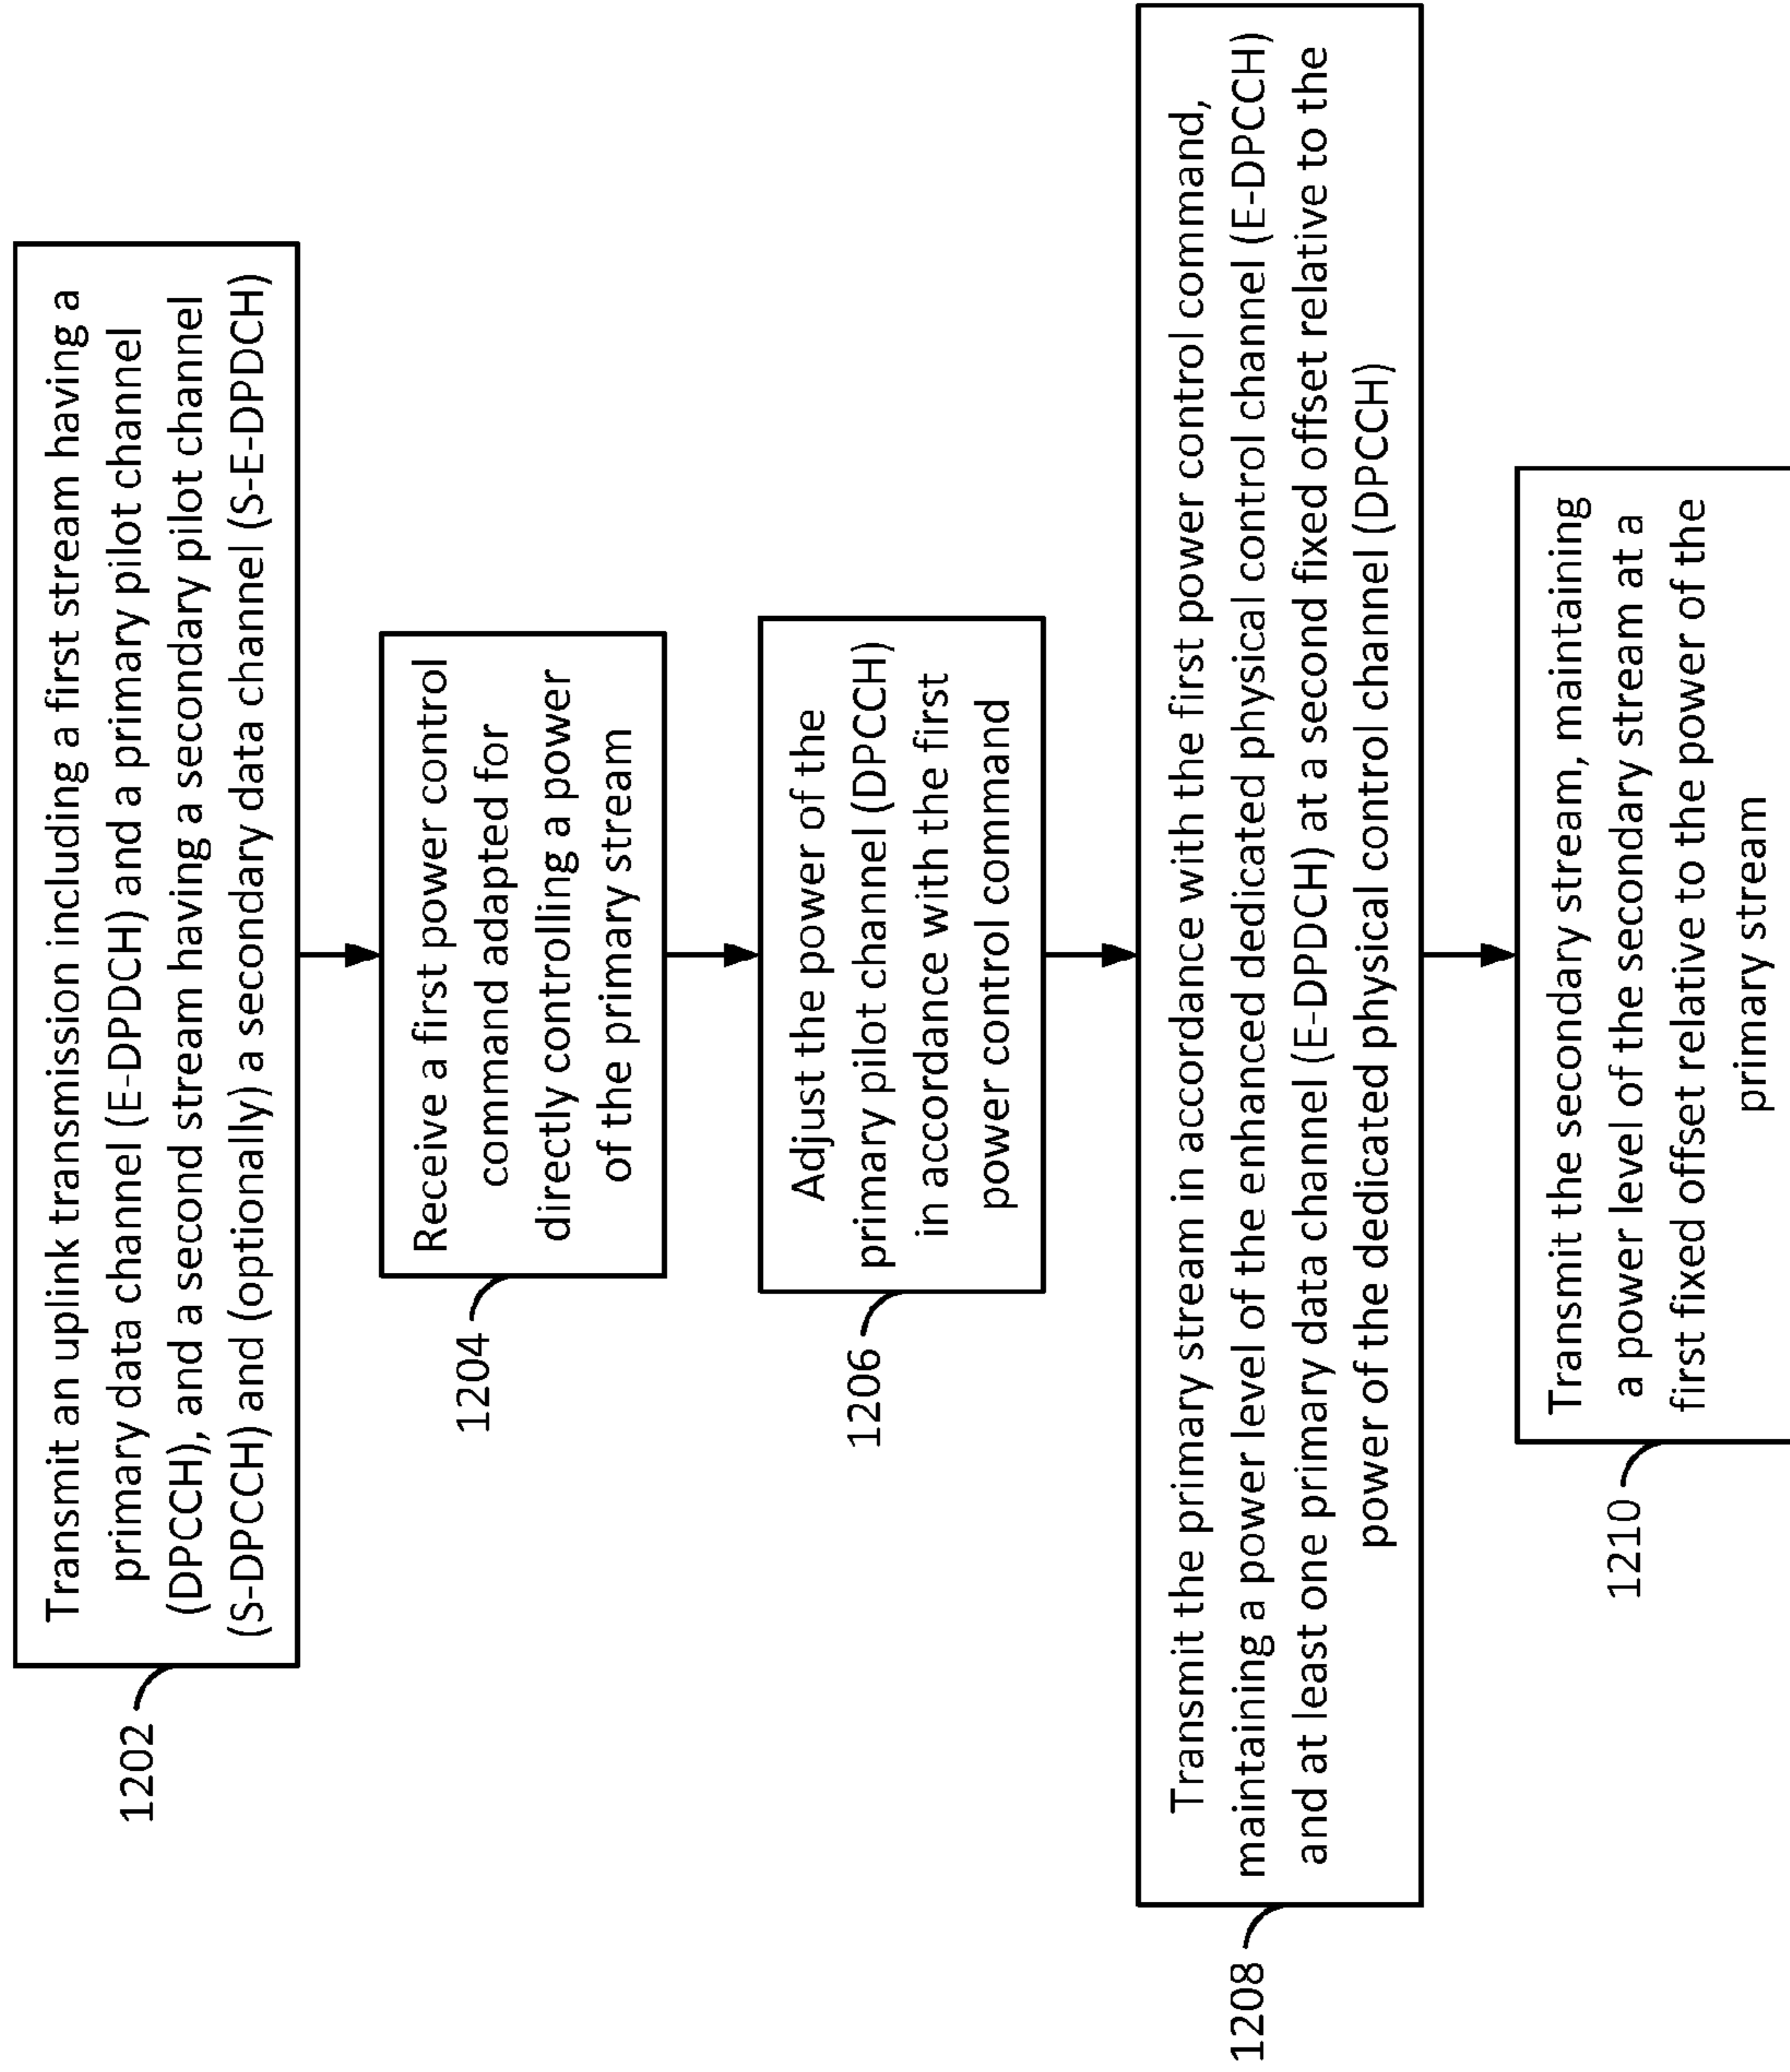 Transmit an uplink transmission including a first stream having a
primary data channel (E-DPDCH) and a primary pilot channel
(DPCCH), and a second stream having a secondary pilot channel
(S-DPCCH) and (optionally) a secondary data channel (S-E-DPDCH)
1202
Receive a first power control
command adapted for
directly controlling a power
of the primary stream
1204
Adjust the power of the
primary pilot channel (DPCCH)
in accordance with the first
power control command
1206
Transmit the primary stream in accordance with the first power control command,
maintaining a power level of the enhanced dedicated physical control channel (E-DPCCH)
and at least one primary data channel (E-DPDCH) at a second fixed offset relative to the
power of the dedicated physical control channel (DPCCH)
1208
Transmit the secondary stream, maintaining
a power level of the secondary stream at a
first fixed offset relative to the power of the
primary stream
1210